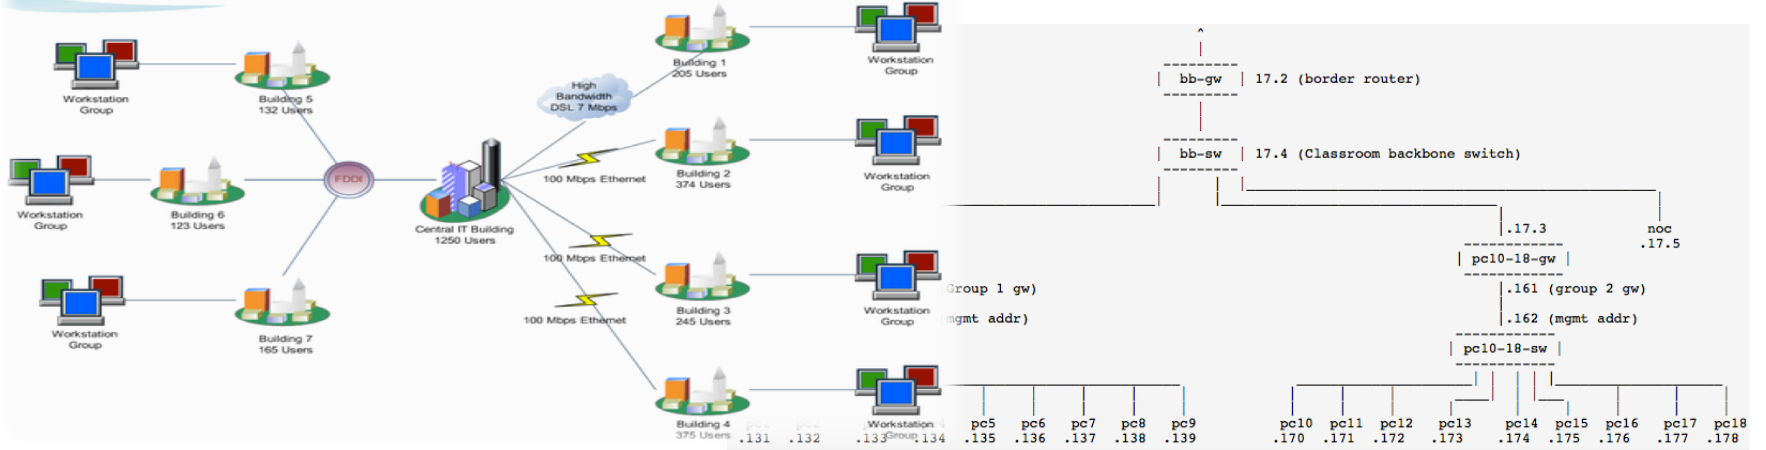 Building 5
132 Users
Workstation
Group
Building 6
123 Users
Workstation
Group
Building 7
165 Users
Workstation
Group
FDDI
Central IT Building
1250 Users
High
Bandwidth
DSL 7 Mbps
100 Mbps Ethernet
100 Mbps Ethernet
100 Mbps Ethernet
Building 1
205 Users
Workstation
Group
Building 2
374 Users
Workstation
Group
Building 3
245 Users
Workstation
Group
Building 4
375 Users
Workstation
Group
bb-gw 17.2 (border router)
bb-sw 17.4 (Classroom backbone switch)
.17.3
noc
.17.5
pc10-18-gw
.161 (group 2 gw)
.162 (mgmt addr)
pc10-18-sw
Group 1 gw)
mgmt addr)
pc5 pc6 pc7 pc8 pc9
.131 .132 .133 .134 .135 .136 .137 .138 .139
pc10 pc11 pc12 pc13 pc14 pc15 pc16 pc17 pc18
.170 .171 .172 .173 .174 .175 .176 .177 .178